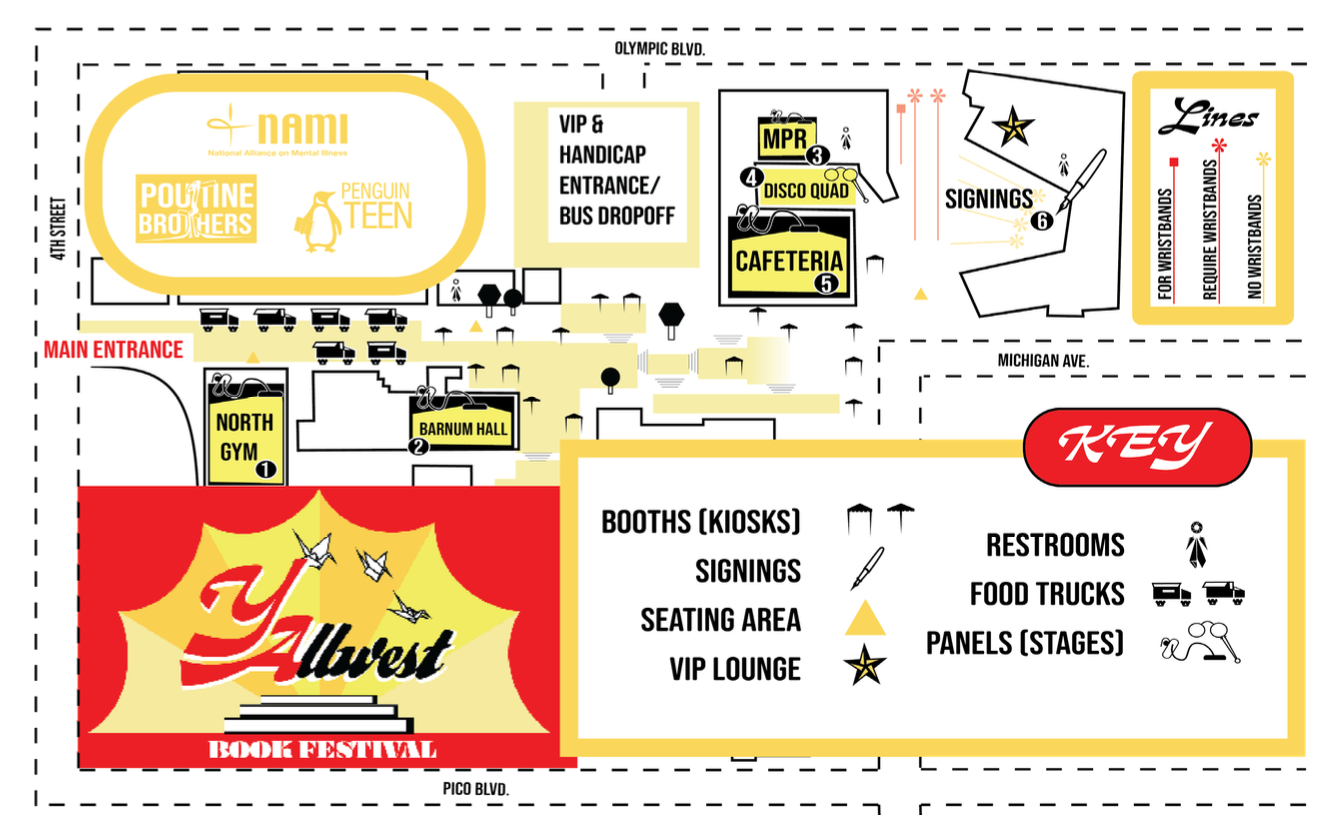 OLYMPIC BLVD.
4TH STREET
NAMI
National Alliance on Mental Illness
POUTINE
BROTHERS
PENGUIN
TEEN
VIP &
HANDICAP
ENTRANCE/
BUS DROPOFF
MPR
3
4
DISCO QUAD
CAFETERIA
5
SIGNINGS
6
Lines
FOR WRISTBANDS
REQUIRE WRISTBANDS
NO WRISTBANDS
MAIN ENTRANCE
MICHIGAN AVE.
NORTH
GYM
1
BARNUM HALL
2
KEY
BOOTHS (KIOSKS)
SIGNINGS
SEATING AREA
VIP LOUNGE
RESTROOMS
FOOD TRUCKS
PANELS (STAGES)
YAllwest
BOOK FESTIVAL
PICO BLVD.